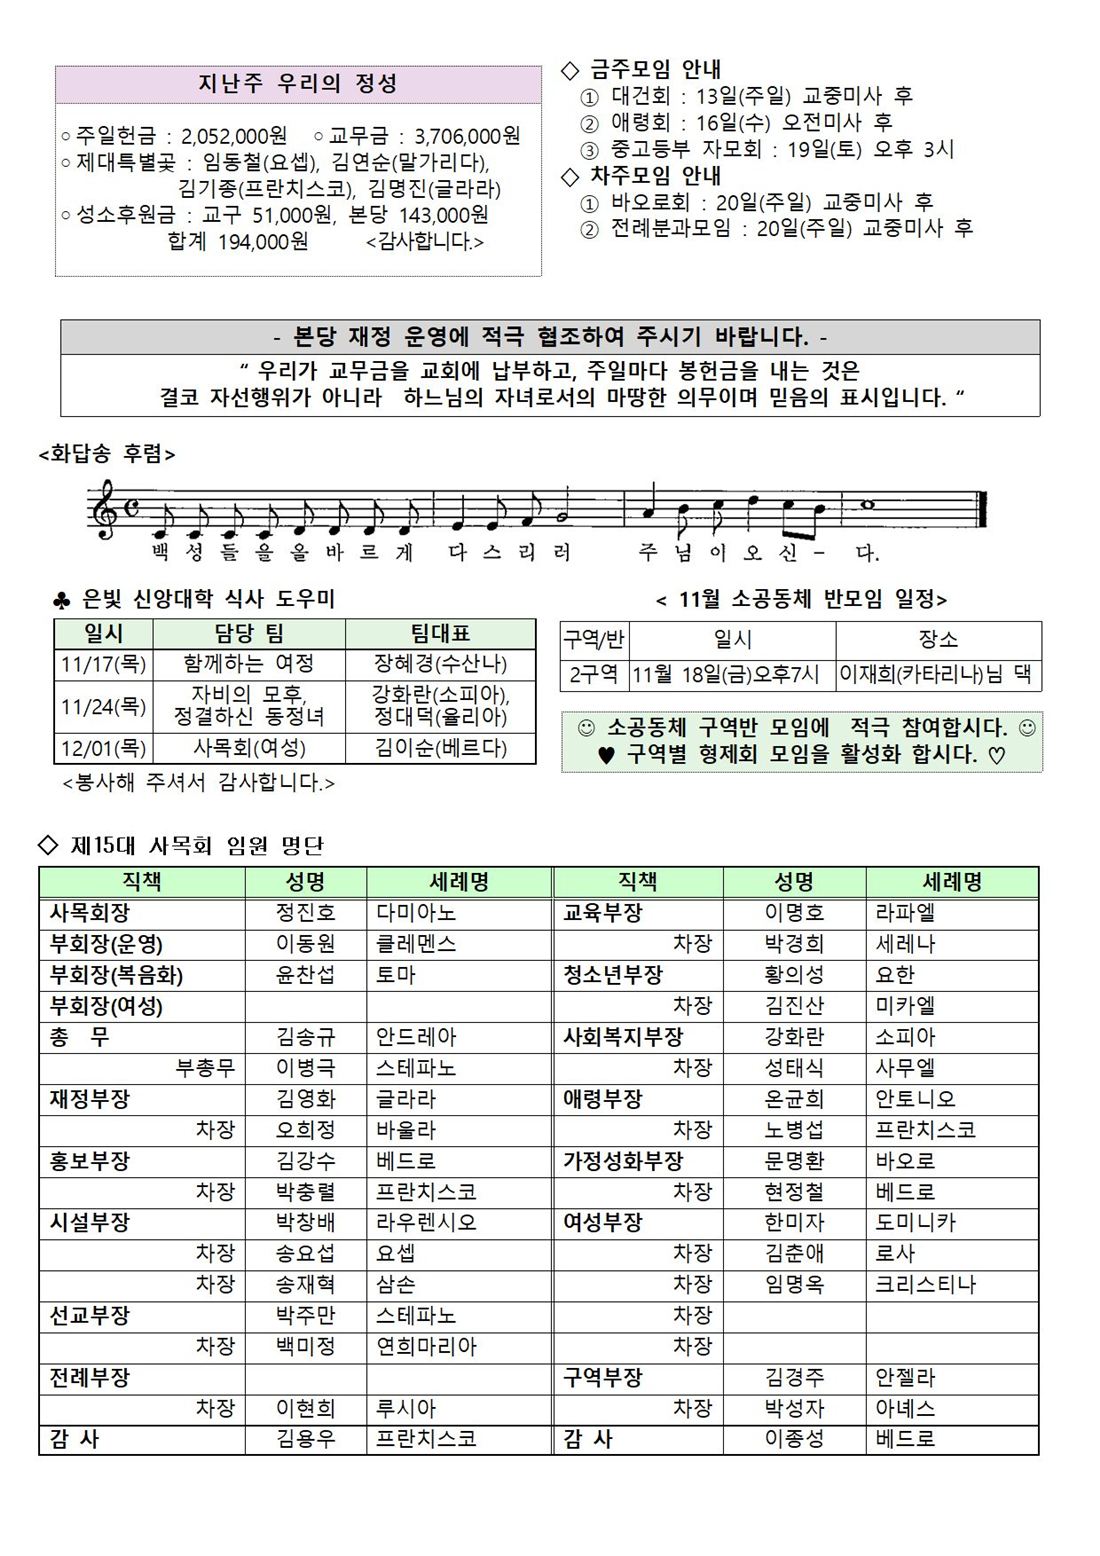 지난주 우리의 정성
○ 주일헌금 : 2,052,000원 ○ 교무금 : 3,706,000원
○ 제대특별꽃 : 임동철(요셉), 김연순(말가리다),
김기종(프란치스코), 김명진(글라라)
○ 성소후원금 : 교구 51,000원, 본당 143,000원
합계 194,000원 <감사합니다.>
◇ 금주모임 안내
① 대건회 : 13일(주일) 교중미사 후
② 애령회 : 16일(수) 오전미사 후
③ 중고등부 자모회 : 19일(토) 오후 3시
◇ 차주모임 안내
① 바오로회 : 20일(주일) 교중미사 후
② 전례분과모임 : 20일(주일) 교중미사 후
- 본당 재정 운영에 적극 협조하여 주시기 바랍니다. -
“ 우리가 교무금을 교회에 납부하고, 주일마다 봉헌금을 내는 것은
결코 자선행위가 아니라 하느님의 자녀로서의 마땅한 의무이며 믿음의 표시입니다. “
<화답송 후렴>
백 성 들 을 올 바 르 게 다 스 리 러 주 님 이 오 신 - 다.
♣ 은빛 신앙대학 식사 도우미
일시 담당 팀 팀대표
11/17(목) 함께하는 여정 장혜경(수산나)
11/24(목) 자비의 모후, 정결하신 동정녀 강화란(소피아), 정대덕(율리아)
12/01(목) 사목회(여성) 김이순(베르다)
<봉사해 주셔서 감사합니다.>
< 11월 소공동체 반모임 일정>
구역/반 일시 장소
2구역 11월 18일(금)오후7시 이재희(카타리나)님 댁
☺ 소공동체 구역반 모임에 적극 참여합시다. ☺
♥ 구역별 형제회 모임을 활성화 합시다. ♡
◇ 제15대 사목회 임원 명단
직책 성명 세례명 직책 성명 세례명
사목회장 정진호 다미아노 교육부장 이명호 라파엘
부회장(운영) 이동원 클레멘스 차장 박경희 세레나
부회장(복음화) 윤찬섭 토마 청소년부장 황의성 요한
부회장(여성) 차장 김진산 미카엘
총 무 김송규 안드레아 사회복지부장 강화란 소피아
부총무 이병극 스테파노 차장 성태식 사무엘
재정부장 김영화 글라라 애령부장 온균희 안토니오
차장 오희정 바울라 차장 노병섭 프란치스코
홍보부장 김강수 베드로 가정성화부장 문명환 바오로
차장 박충렬 프란치스코 차장 현정철 베드로
시설부장 박창배 라우렌시오 여성부장 한미자 도미니카
차장 송요섭 요셉 차장 김춘애 로사
차장 송재혁 삼손 차장 임명옥 크리스티나
선교부장 박주만 스테파노 차장
차장 백미정 연희마리아 차장
전례부장 구역부장 김경주 안젤라
차장 이현희 루시아 차장 박성자 아녜스
감 사 김용우 프란치스코 감 사 이종성 베드로